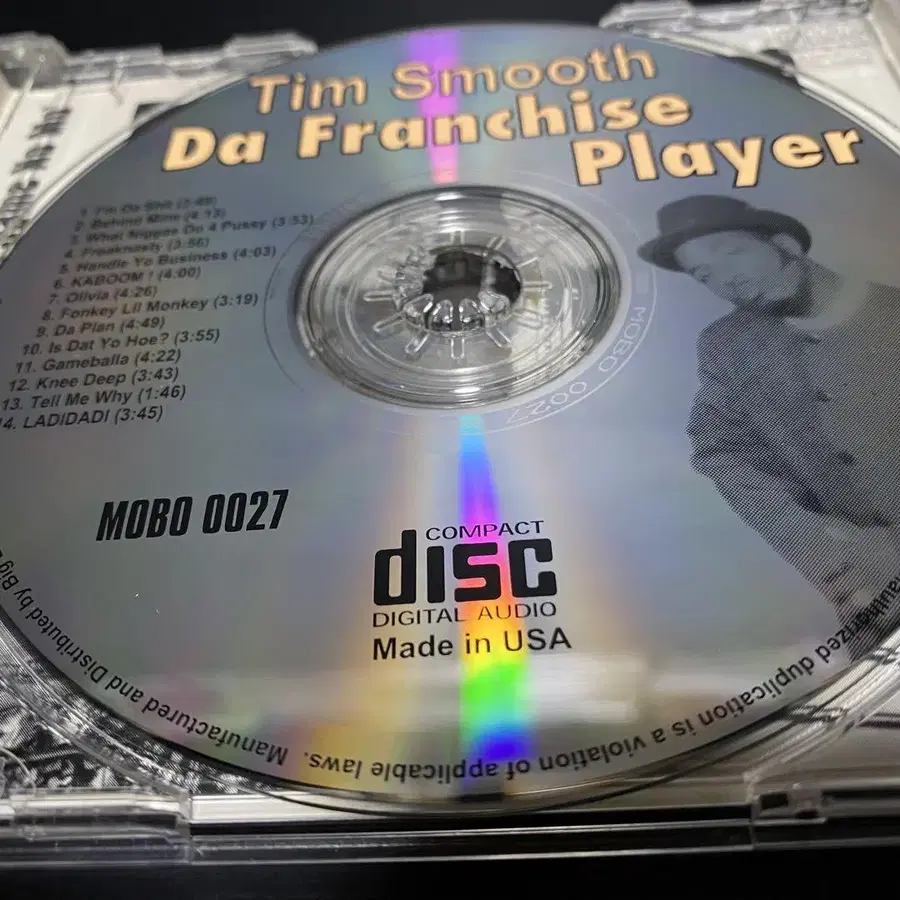 Tim Smooth
Da Franchise
Player
1. I'm Da Shit (3:49)
2. Behind Mine (4:13)
3. What Niggas Do 4 Pussy (3:53)
4. Freaknasty (3:56)
5. Handle Yo Business (4:03)
6. KABOOM ! (4:00)
7. Olivia (4:26)
8. Fonkey Lil Monkey (3:19)
9. Da Plan (4:49)
10. Is Dat Yo Hoe? (3:55)
11. Gameballa (4:22)
12. Knee Deep (3:43)
13. Tell Me Why (1:46)
14. LADIDADI (3:45)
MOBO 0027
MOBO 0027
COMPACT
disc
DIGITAL AUDIO
Made in USA
Manufactured and Distributed by Big
duplication is a violation of applicable laws.